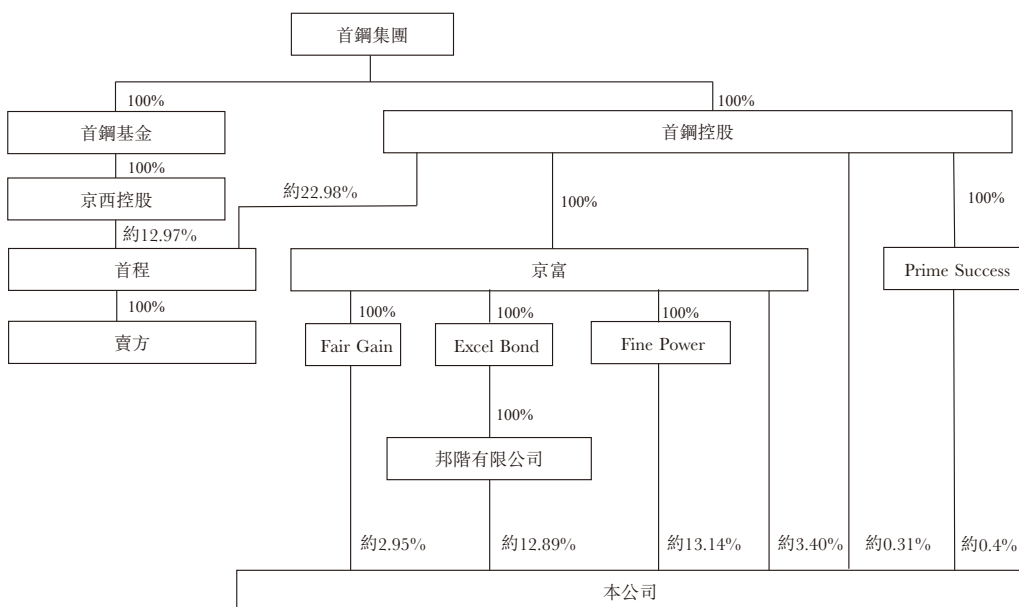 首鋼集團
100%
100%
首鋼基金
首鋼控股
100%
京西控股
約22.98%
100%
100%
約12.97%
首程
京富
Prime Success
100%
100%
100%
100%
賣方
Fair Gain
Excel Bond
Fine Power
100%
邦階有限公司
約2.95%
約12.89%
約13.14%
約3.40%
約0.31%
約0.4%
本公司